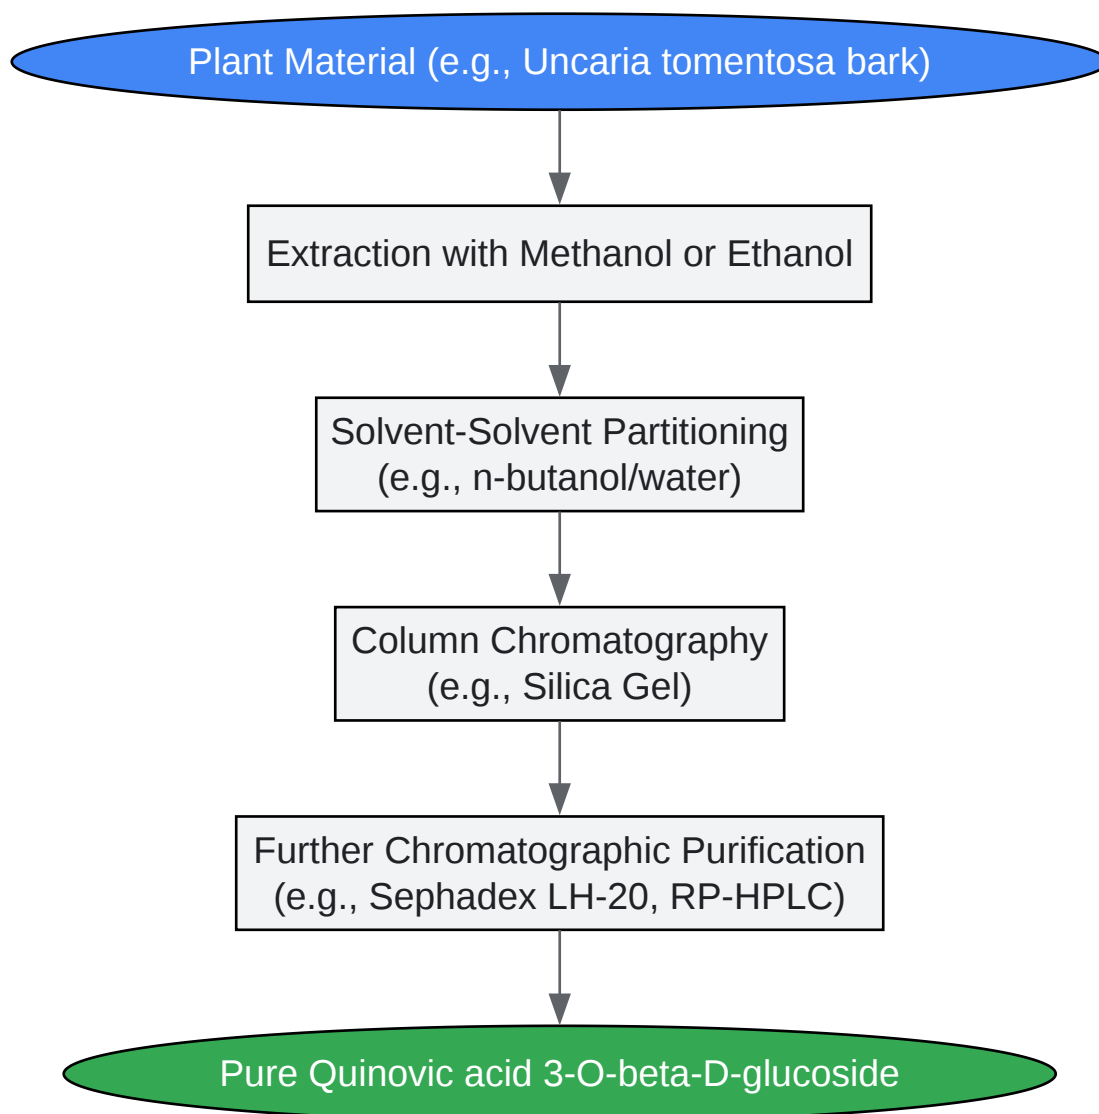 Plant Material (e.g., Uncaria tomentosa bark)
Extraction with Methanol or Ethanol
Solvent-Solvent Partitioning
(e.g., n-butanol/water)
Column Chromatography
(e.g., Silica Gel)
Further Chromatographic Purification
(e.g., Sephadex LH-20, RP-HPLC)
Pure Quinovic acid 3-O-beta-D-glucoside